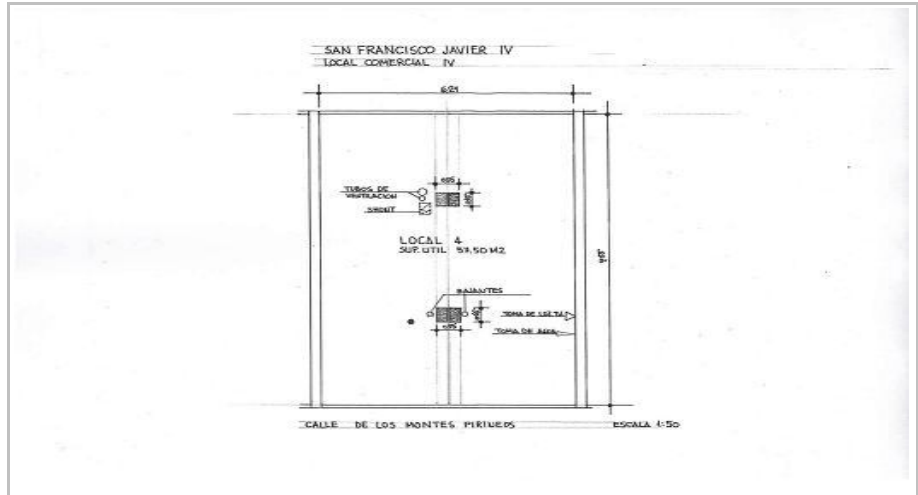 SAN FRANCISCO JAVIER IV
LOCAL COMERCIAL IV
TUBOS DE
VENTILACION
SHUNT
LOCAL 4
SUP. UTIL 57.50 M2
BAJANTES
TOMA DE
TOMA DE AGUA
CALLE DE LOS MONTES PIRINEOS
ESCALA 1:50